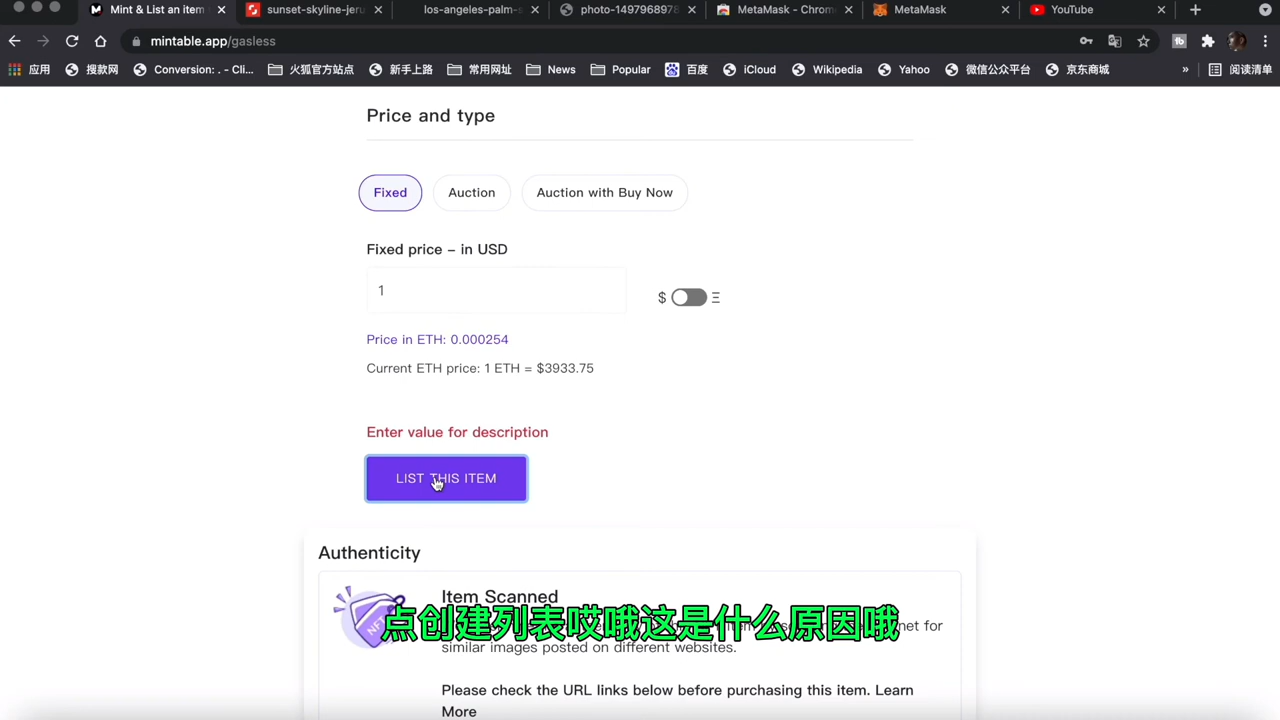 Mint & List an item
sunset-skyline-jeru
los-angeles-palm-s
photo-1497968978
MetaMask - Chrom
MetaMask
YouTube
mintable.app/gasless
应用
搜款网
Conversion: . - Cli...
火狐官方站点
新手上路
常用网址
News
Popular
百度
iCloud
Wikipedia
Yahoo
微信公众平台
京东商城
»
阅读清单
Price and type
Fixed
Auction
Auction with Buy Now
Fixed price – in USD
1
$ Ξ
Price in ETH: 0.000254
Current ETH price: 1 ETH = $3933.75
Enter value for description
LIST THIS ITEM
Authenticity
Item Scanned
点创建列表哎哦这是什么原因哦
net for
similar images posted on different websites.
Please check the URL links below before purchasing this item. Learn
More